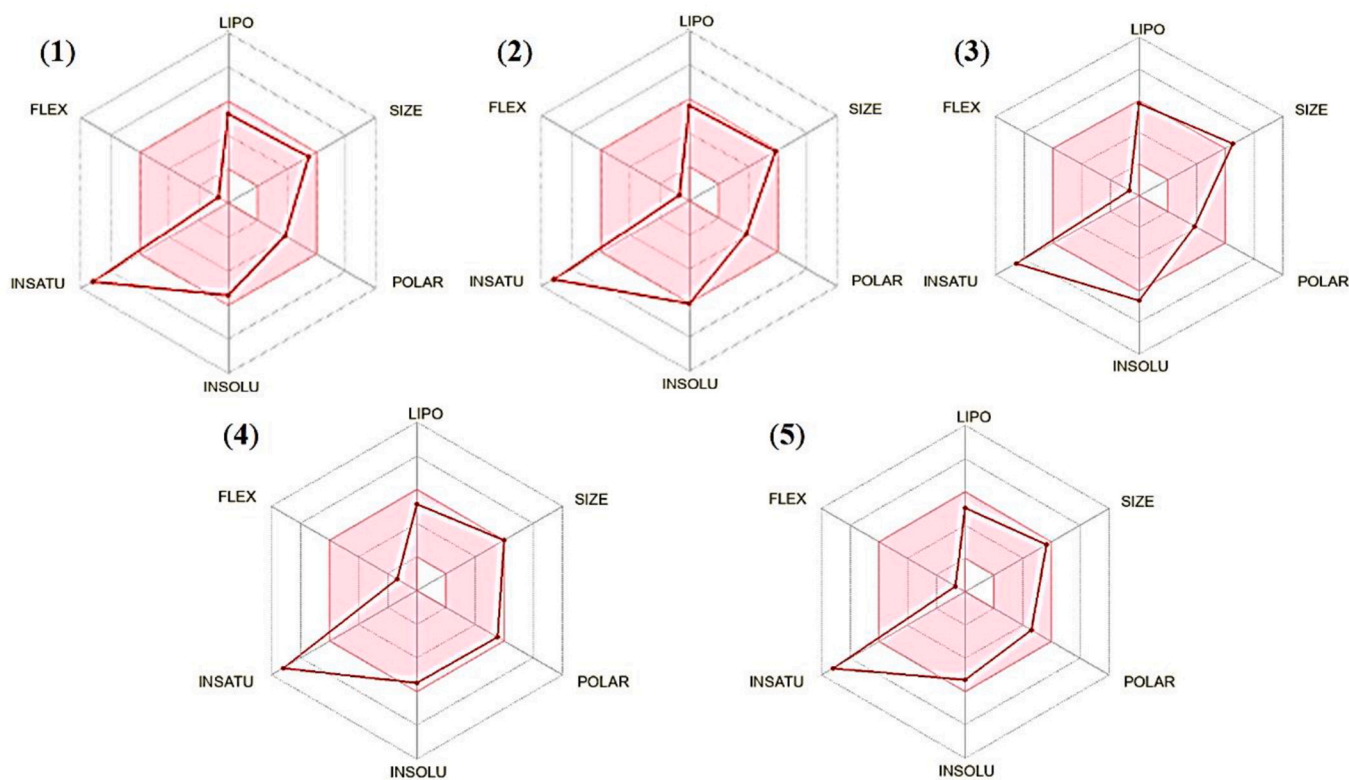 (1)
LIPO
FLEX
SIZE
INSATU
POLAR
INSOLU
(2)
LIPO
FLEX
SIZE
INSATU
POLAR
INSOLU
(3)
LIPO
FLEX
SIZE
INSATU
POLAR
INSOLU
(4)
LIPO
FLEX
SIZE
INSATU
POLAR
INSOLU
(5)
LIPO
FLEX
SIZE
INSATU
POLAR
INSOLU